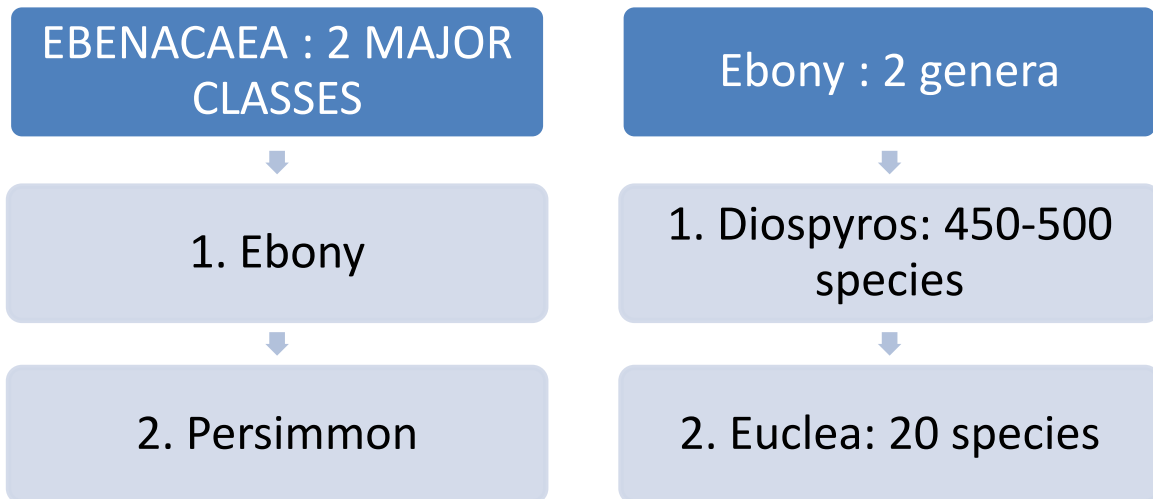 EBENACAEA : 2 MAJOR
CLASSES
1. Ebony
2. Persimmon
Ebony : 2 genera
1. Diospyros: 450-500
species
2. Euclea: 20 species